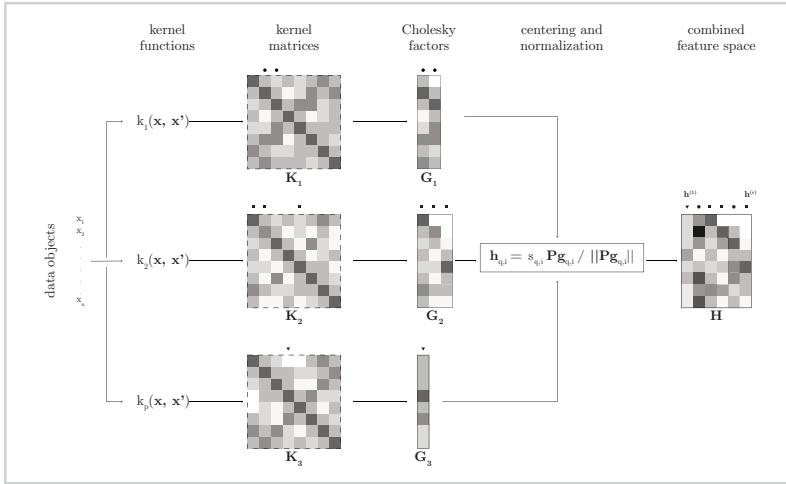 kernel
functions
kernel
matrices
Cholesky
factors
centering and
normalization
combined
feature space
data objects
x1
x2
.
.
.
.
.
xn
k1(x, x')
K1
G1
k2(x, x')
K2
G2
hq,i = sq,i Pgq,i / ||Pgq,i||
h(1)
h(c)
H
kp(x, x')
K3
G3